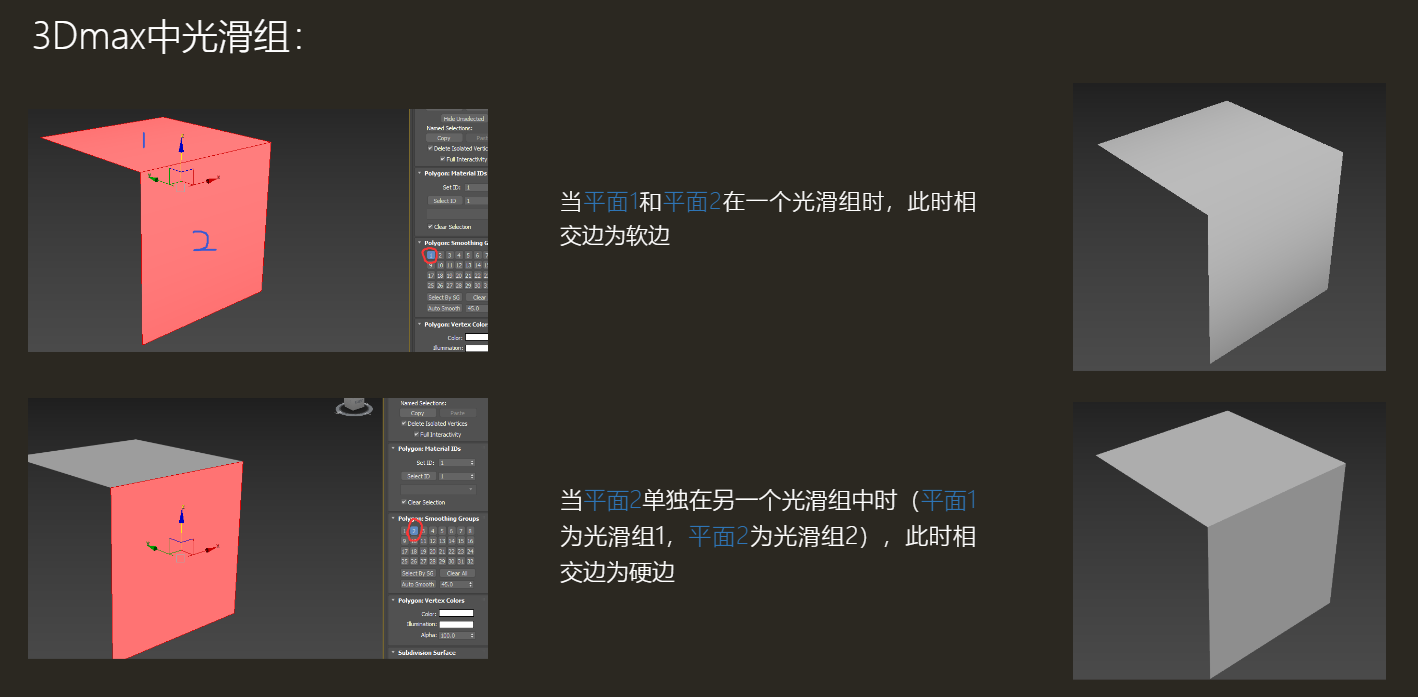 3Dmax中光滑组：
1
2
Hide Unselected
Named Selections:
Copy
Delete Isolated
Full Interactivity
Polygon: Material IDs
Set ID: 1
Select ID 1
Clear Selection
Polygon: Smoothing G
1 2 3 4 5 6 7
9 10 11 12 13 14
17 18 19 20 21 22
25 26 27 28 29 30
Select By SG Clear
Auto Smooth 45.0
Polygon: Vertex Color
Color:
Illumination:
当平面1和平面2在一个光滑组时，此时相
交边为软边
Named Selections:
Copy Paste
Delete Isolated Vertices
Full Interactivity
Polygon: Material IDs
Set ID: 1
Select ID 1
Clear Selection
Polygon: Smoothing Groups
1 2 3 4 5 6 7 8
9 10 11 12 13 14 15 16
17 18 19 20 21 22 23 24
25 26 27 28 29 30 31 32
Select By SG Clear All
Auto Smooth 45.0
Polygon: Vertex Colors
Color:
Illumination:
Alpha: 100.0
Subdivision Surface
当平面2单独在另一个光滑组中时（平面1
为光滑组1，平面2为光滑组2），此时相
交边为硬边